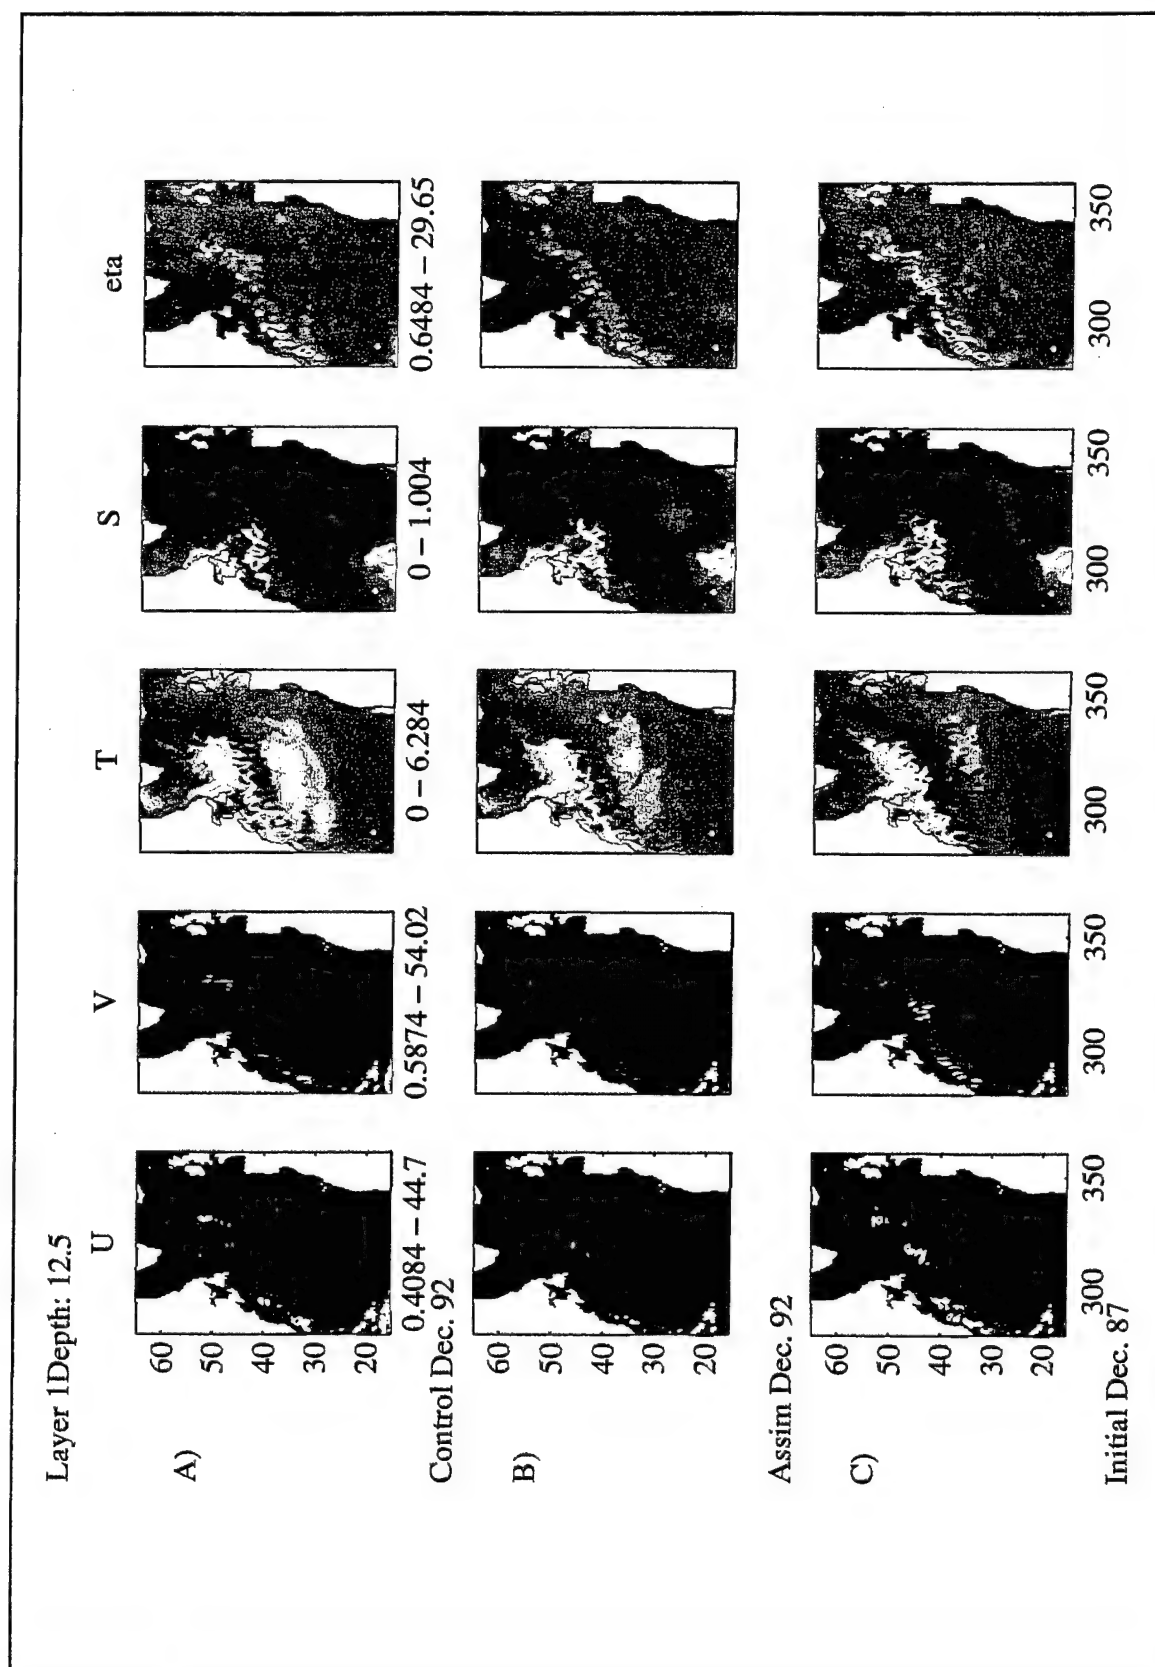 Layer 1Depth: 12.5
U V T S eta
A)
60
50
40
30
20
0.4084 – 44.7 0.5874 – 54.02 0 – 6.284 0 – 1.004 0.6484 – 29.65
Control Dec. 92
B)
60
50
40
30
20
Assim Dec. 92
C)
60
50
40
30
20
300 350 300 350 300 350 300 350 300 350
Initial Dec. 87